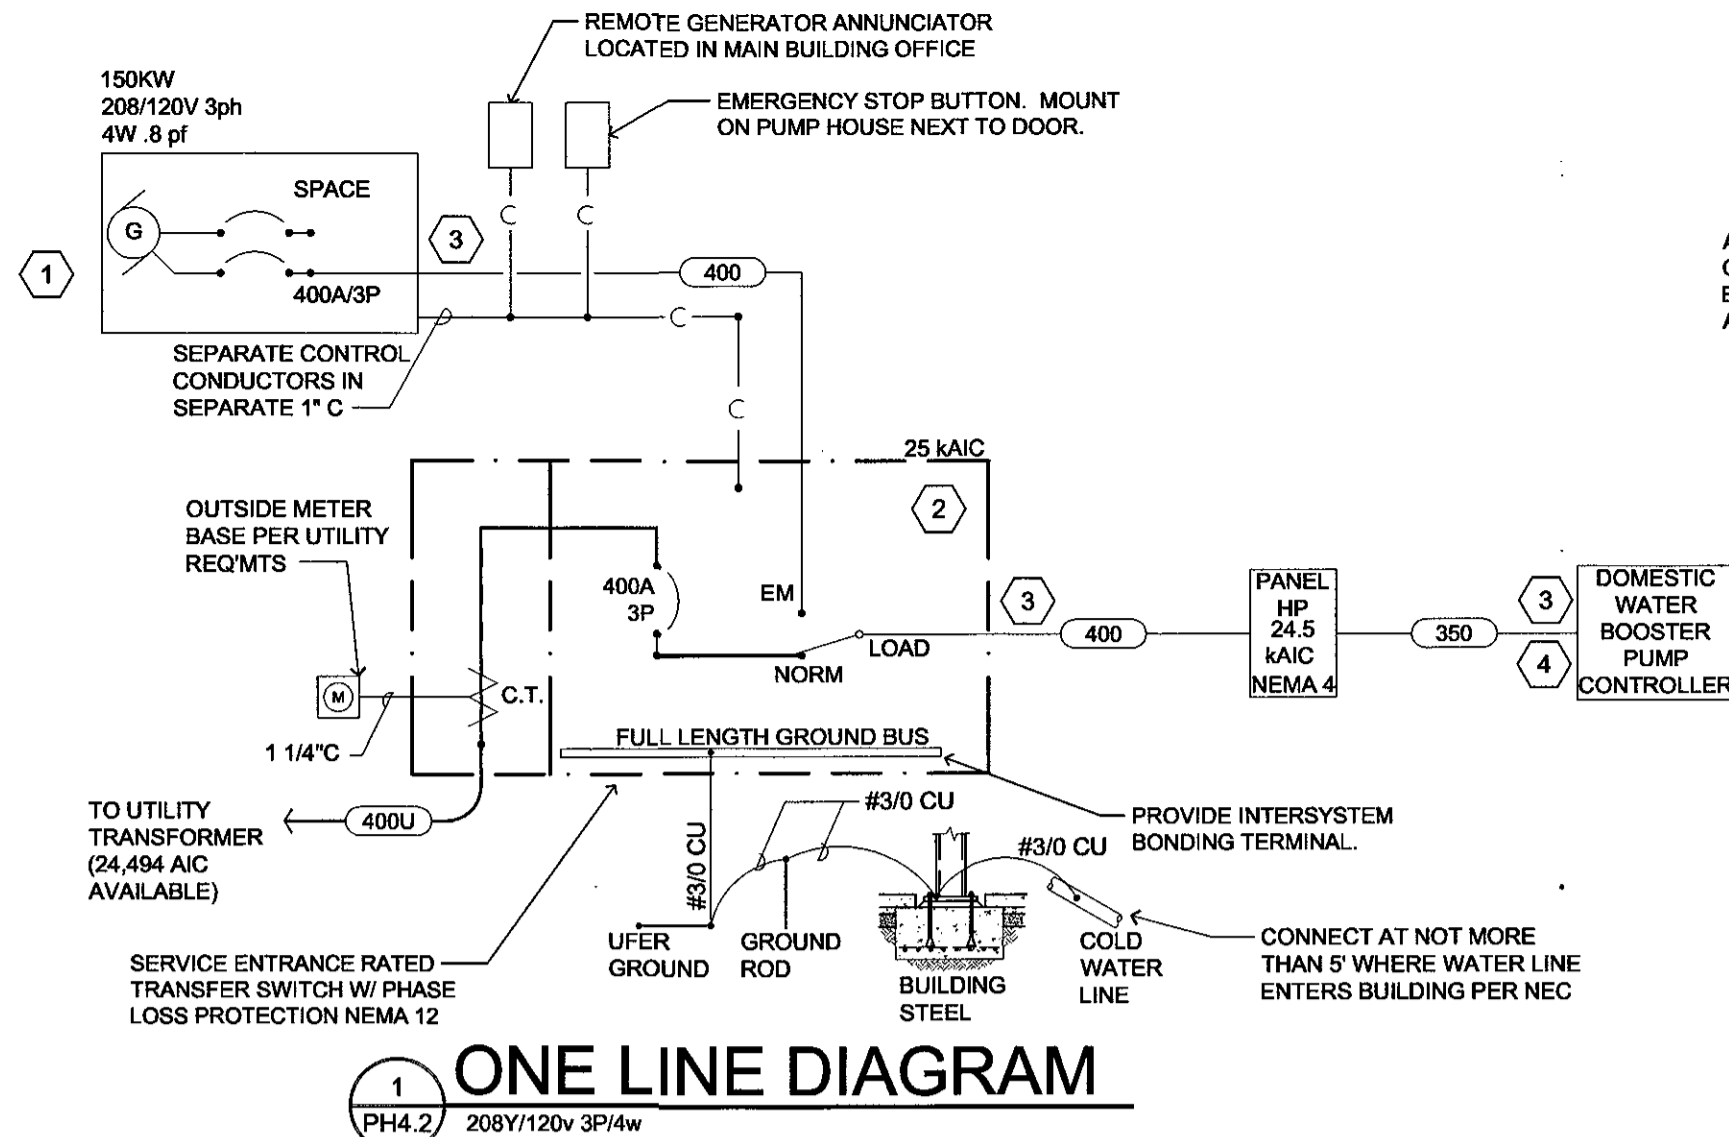 REMOTE GENERATOR ANNUNCIATOR
LOCATED IN MAIN BUILDING OFFICE
150KW
208/120V 3ph
4W .8 pf
EMERGENCY STOP BUTTON. MOUNT
ON PUMP HOUSE NEXT TO DOOR.
SPACE
G
3
1
400
400A/3P
C
C
C
C
SEPARATE CONTROL
CONDUCTORS IN
SEPARATE 1" C
25 kAIC
2
OUTSIDE METER
BASE PER UTILITY
REQ'MTS
400A
3P
EM
LOAD
NORM
3
400
PANEL
HP
24.5
kAIC
NEMA 4
350
3
4
DOMESTIC
WATER
BOOSTER
PUMP
CONTROLLER
M
C.T.
1 1/4"C
FULL LENGTH GROUND BUS
TO UTILITY
TRANSFORMER
(24,494 AIC
AVAILABLE)
400U
#3/0 CU
#3/0 CU
PROVIDE INTERSYSTEM
BONDING TERMINAL.
#3/0 CU
UFER
GROUND
GROUND
ROD
BUILDING
STEEL
COLD
WATER
LINE
CONNECT AT NOT MORE
THAN 5' WHERE WATER LINE
ENTERS BUILDING PER NEC
SERVICE ENTRANCE RATED
TRANSFER SWITCH W/ PHASE
LOSS PROTECTION NEMA 12
1
PH4.2
ONE LINE DIAGRAM
208Y/120v 3P/4w